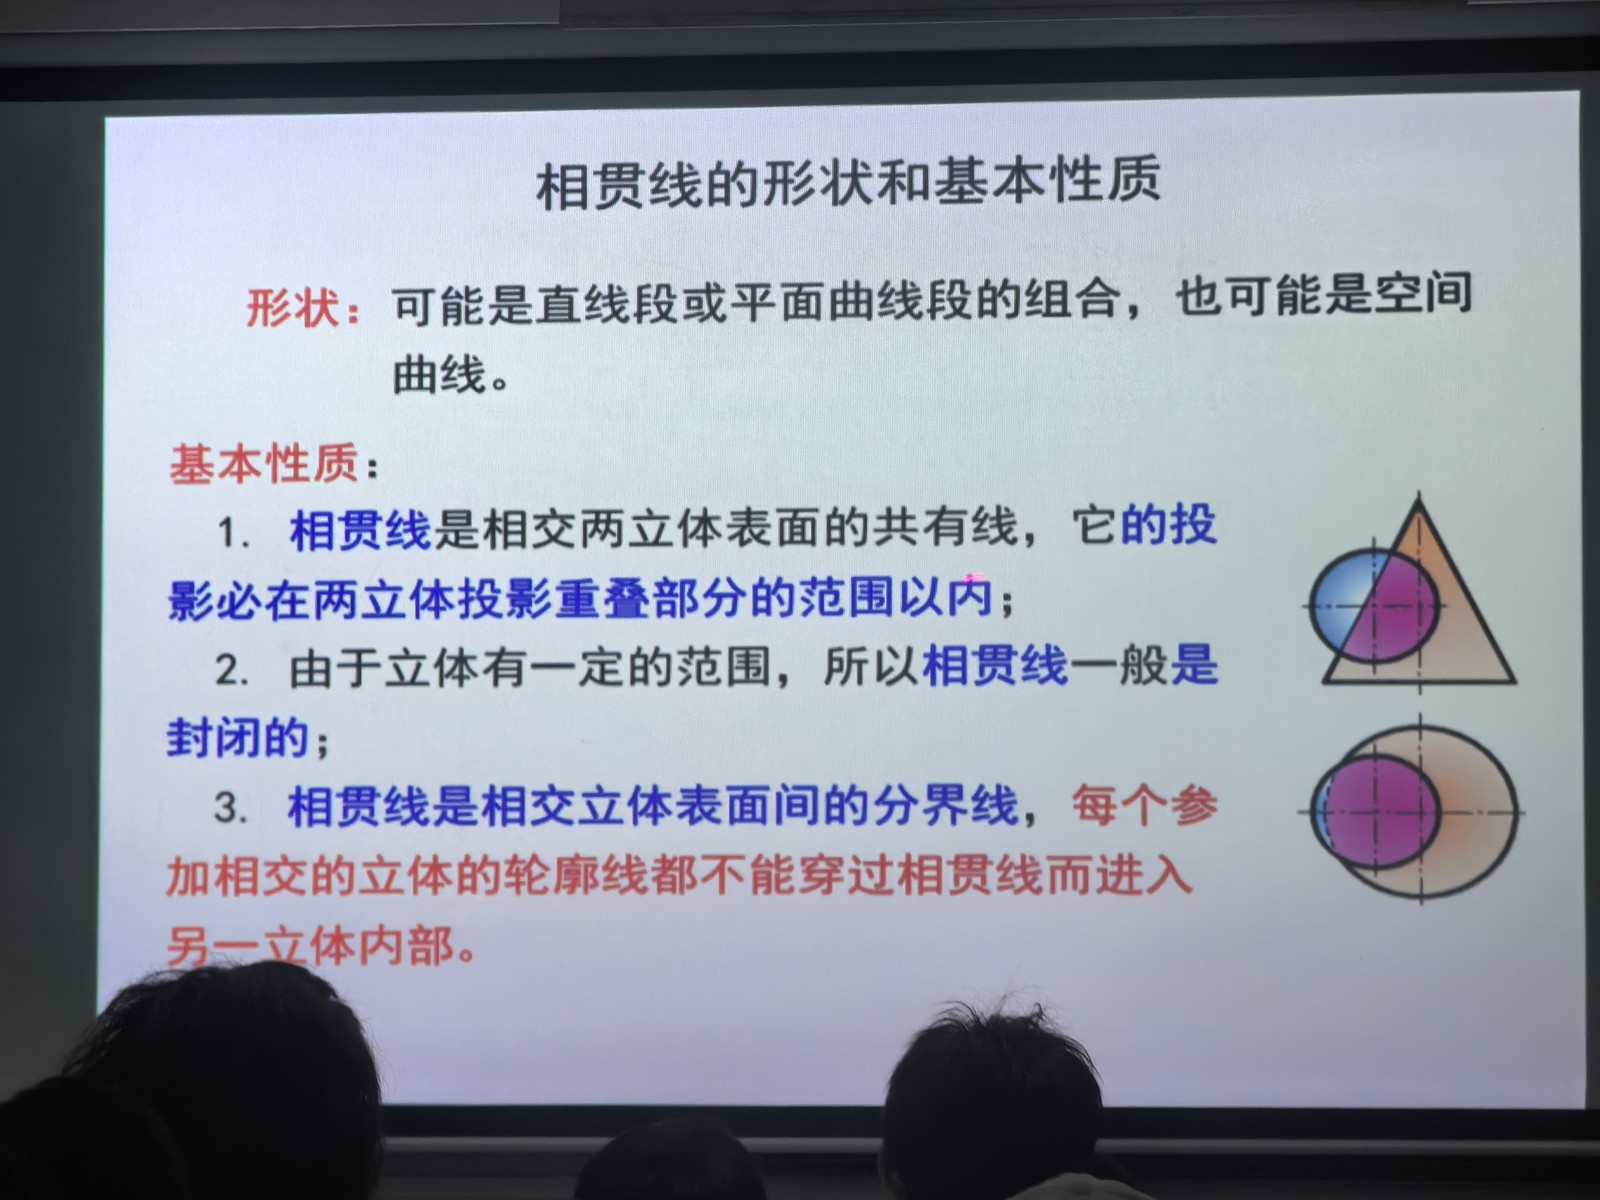 相贯线的形状和基本性质
形状：可能是直线段或平面曲线段的组合，也可能是空间
曲线。
基本性质：
1. 相贯线是相交两立体表面的共有线，它的投
影必在两立体投影重叠部分的范围以内；
2. 由于立体有一定的范围，所以相贯线一般是
封闭的；
3. 相贯线是相交立体表面间的分界线，每个参
加相交的立体的轮廓线都不能穿过相贯线而进入
另一立体内部。